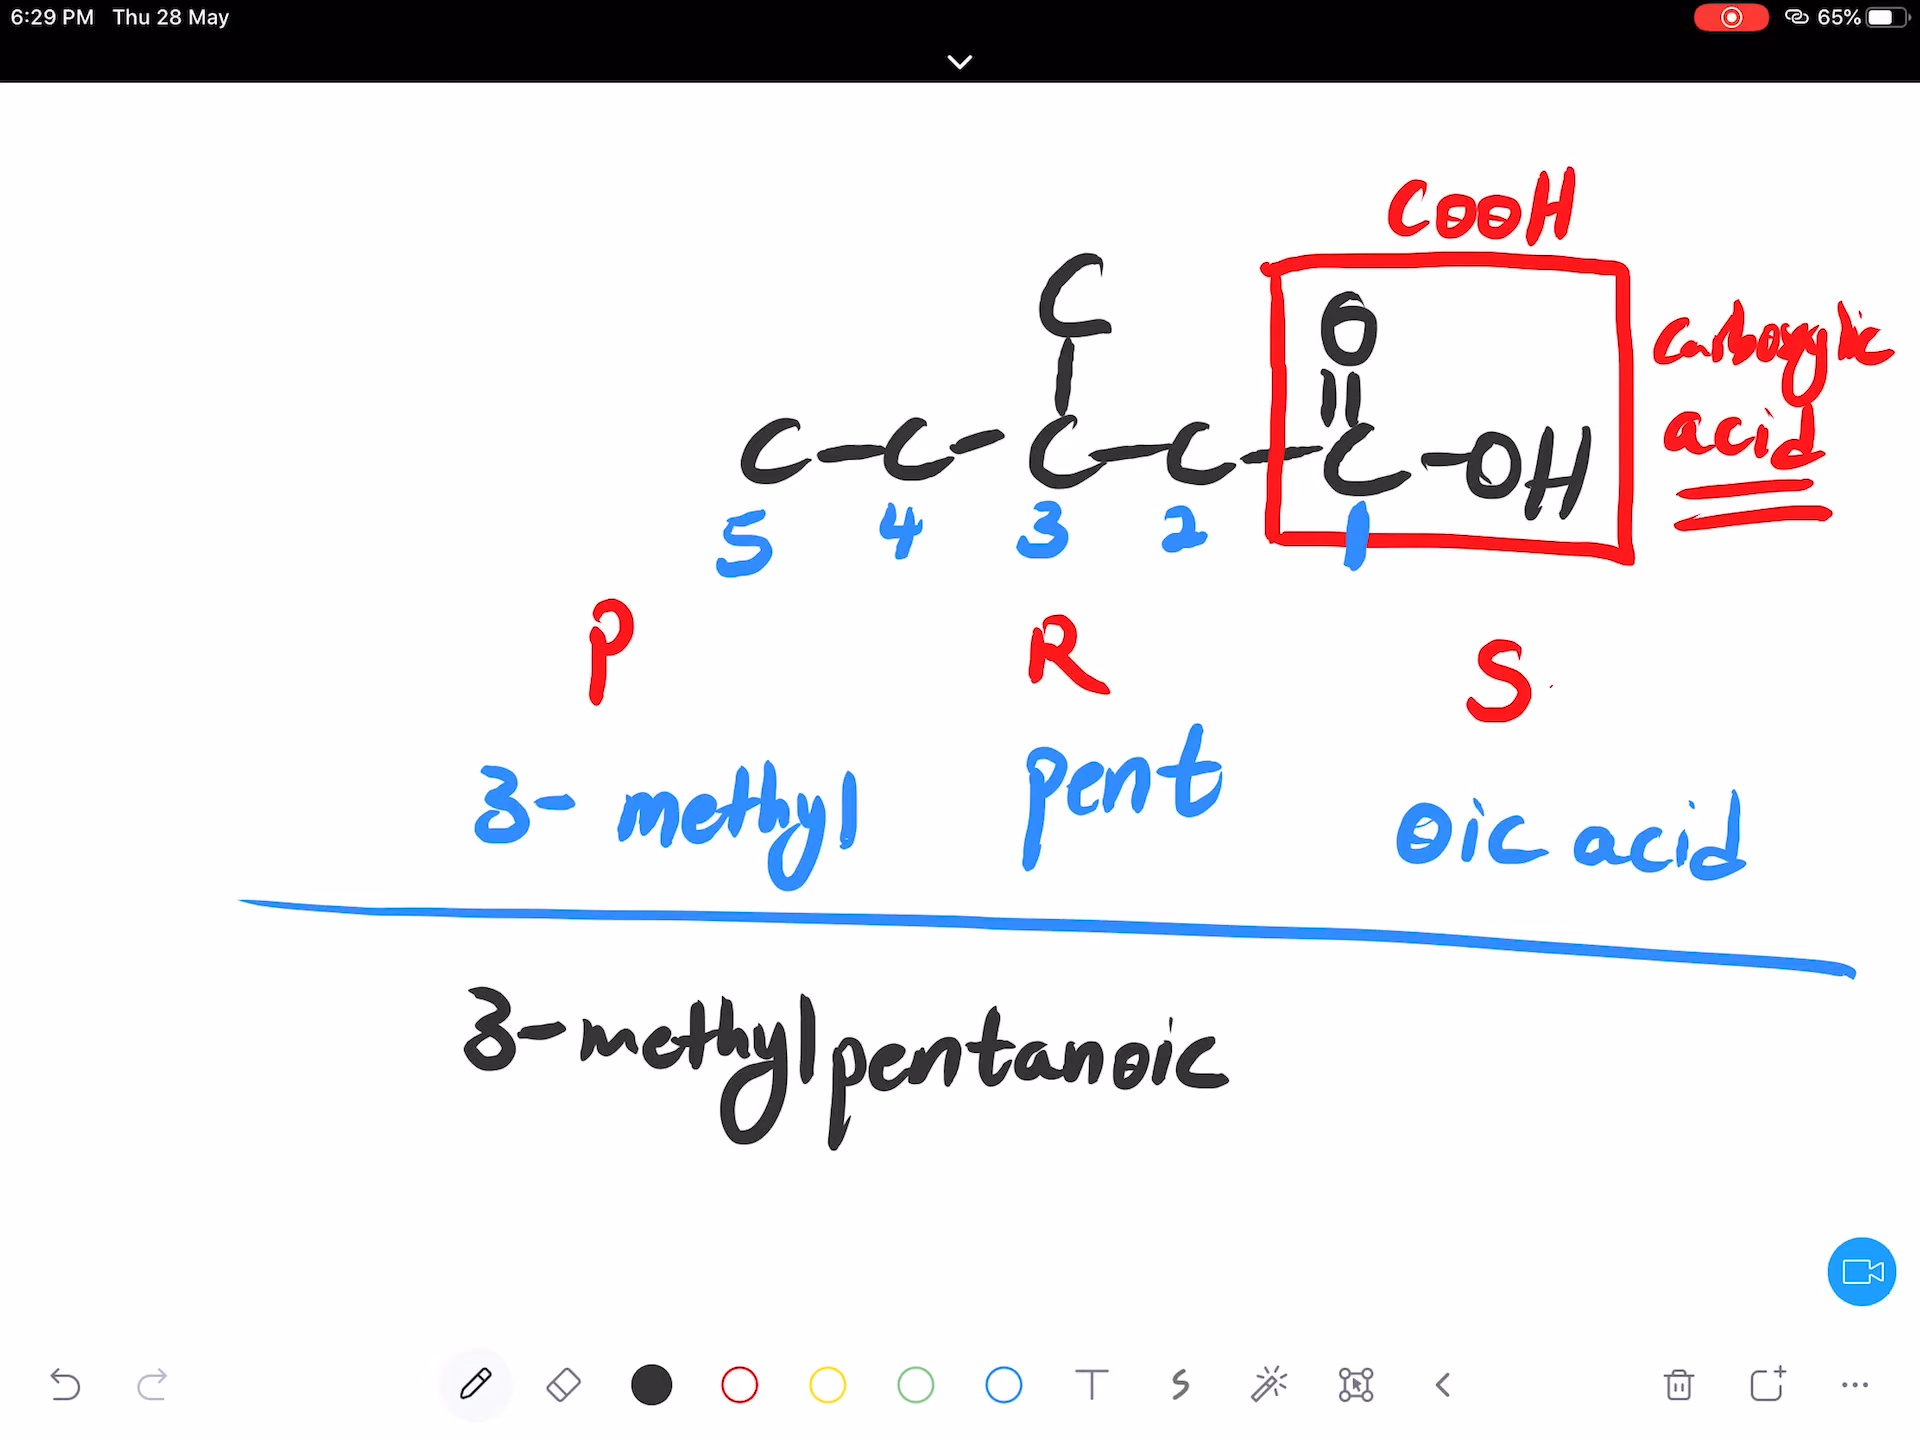 6:29 PM Thu 28 May 65%
COOH
C O
carboxylic
acid
C-C-C-C-C-OH
5 4 3 2 1
P R S
3- methyl pent oic acid
3-methylpentanoic
T